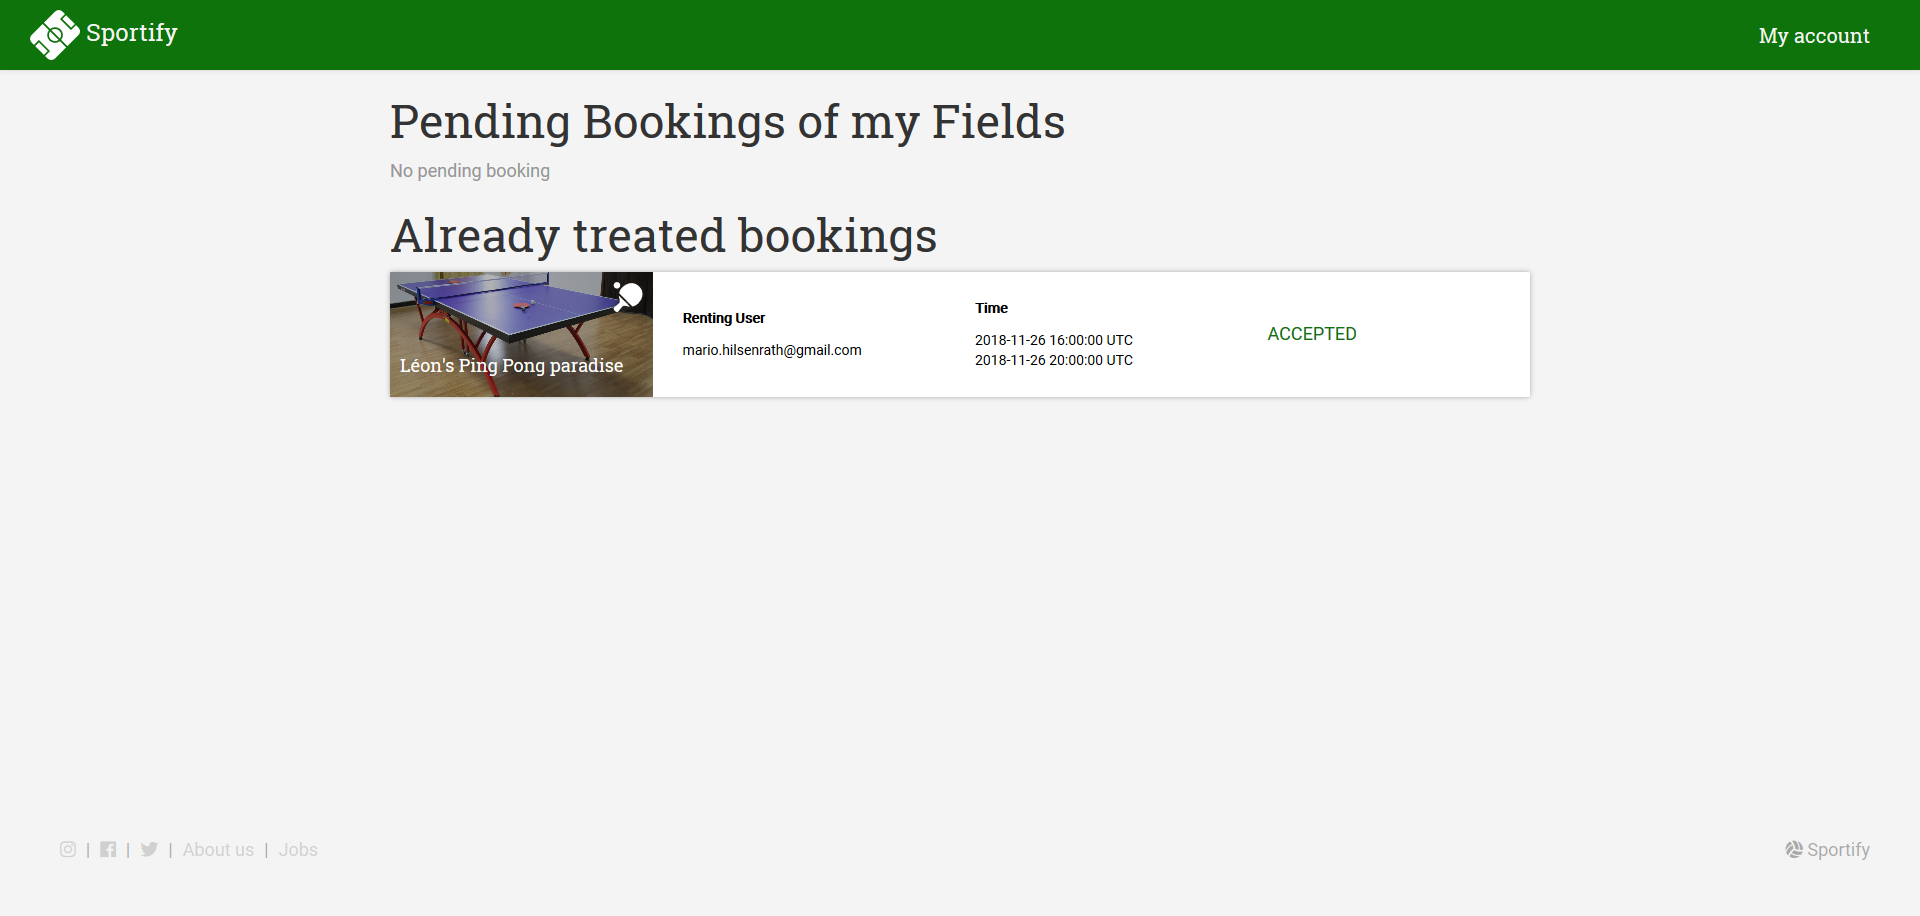 Sportify
My account
Pending Bookings of my Fields
No pending booking
Already treated bookings
Léon's Ping Pong paradise
Renting User
mario.hilsenrath@gmail.com
Time
2018-11-26 16:00:00 UTC
2018-11-26 20:00:00 UTC
ACCEPTED
| | | About us | Jobs
Sportify